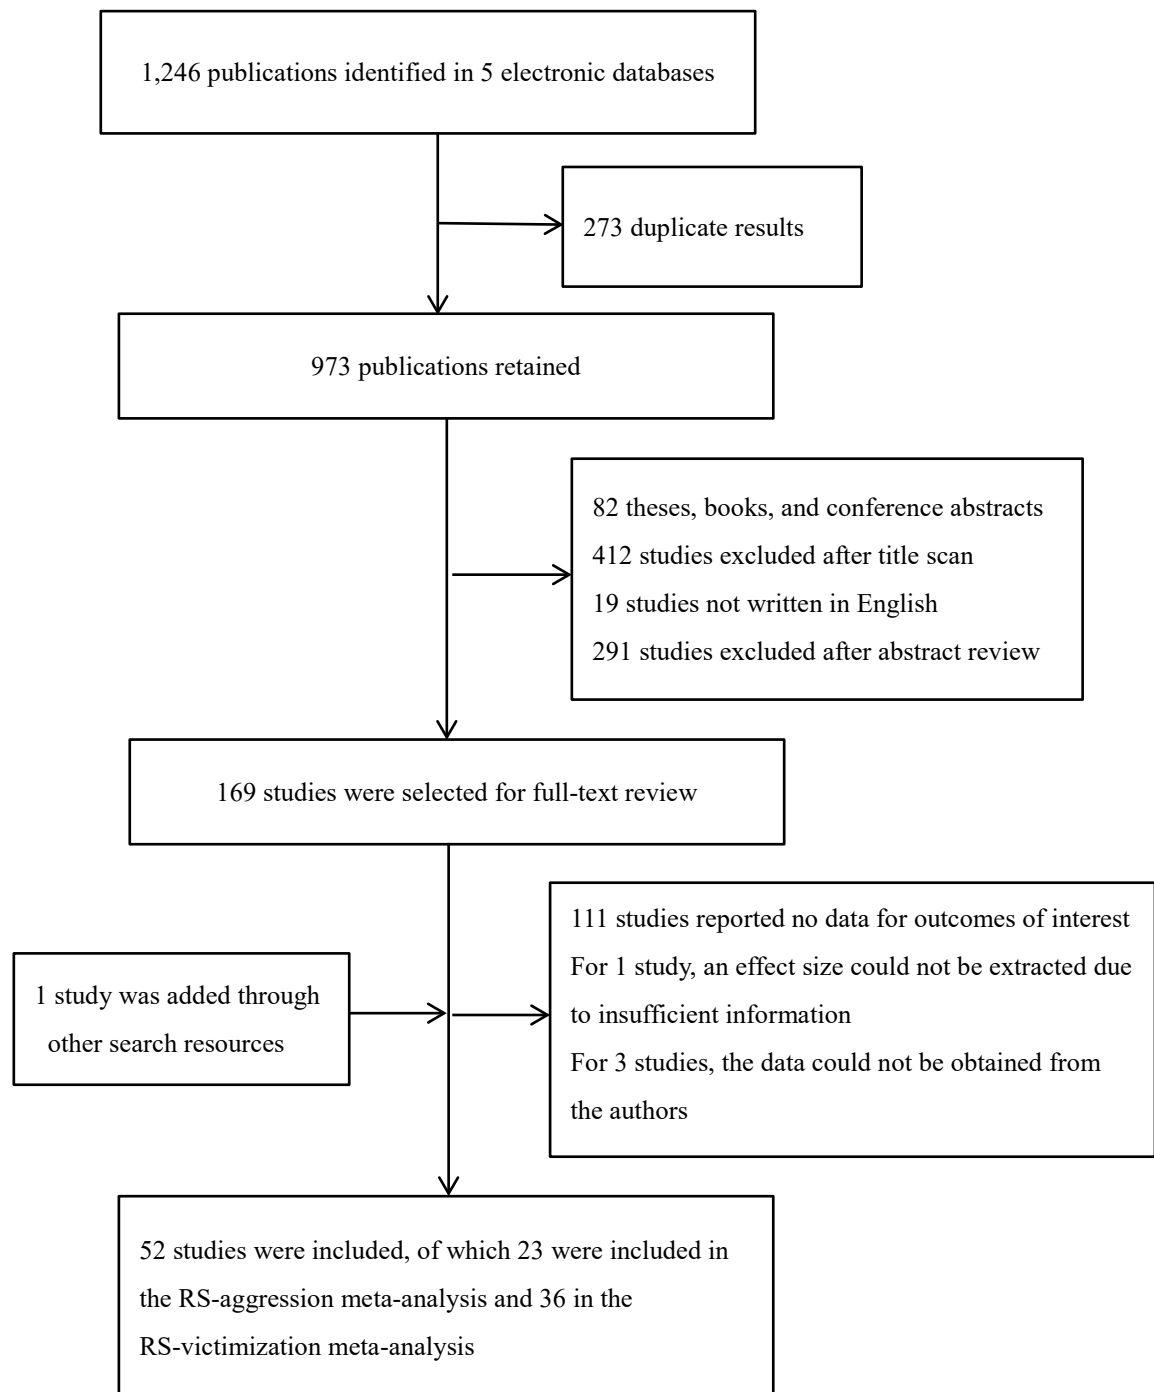 1,246 publications identified in 5 electronic databases
273 duplicate results
973 publications retained
82 theses, books, and conference abstracts
412 studies excluded after title scan
19 studies not written in English
291 studies excluded after abstract review
169 studies were selected for full-text review
1 study was added through
other search resources
111 studies reported no data for outcomes of interest
For 1 study, an effect size could not be extracted due
to insufficient information
For 3 studies, the data could not be obtained from
the authors
52 studies were included, of which 23 were included in
the RS-aggression meta-analysis and 36 in the
RS-victimization meta-analysis